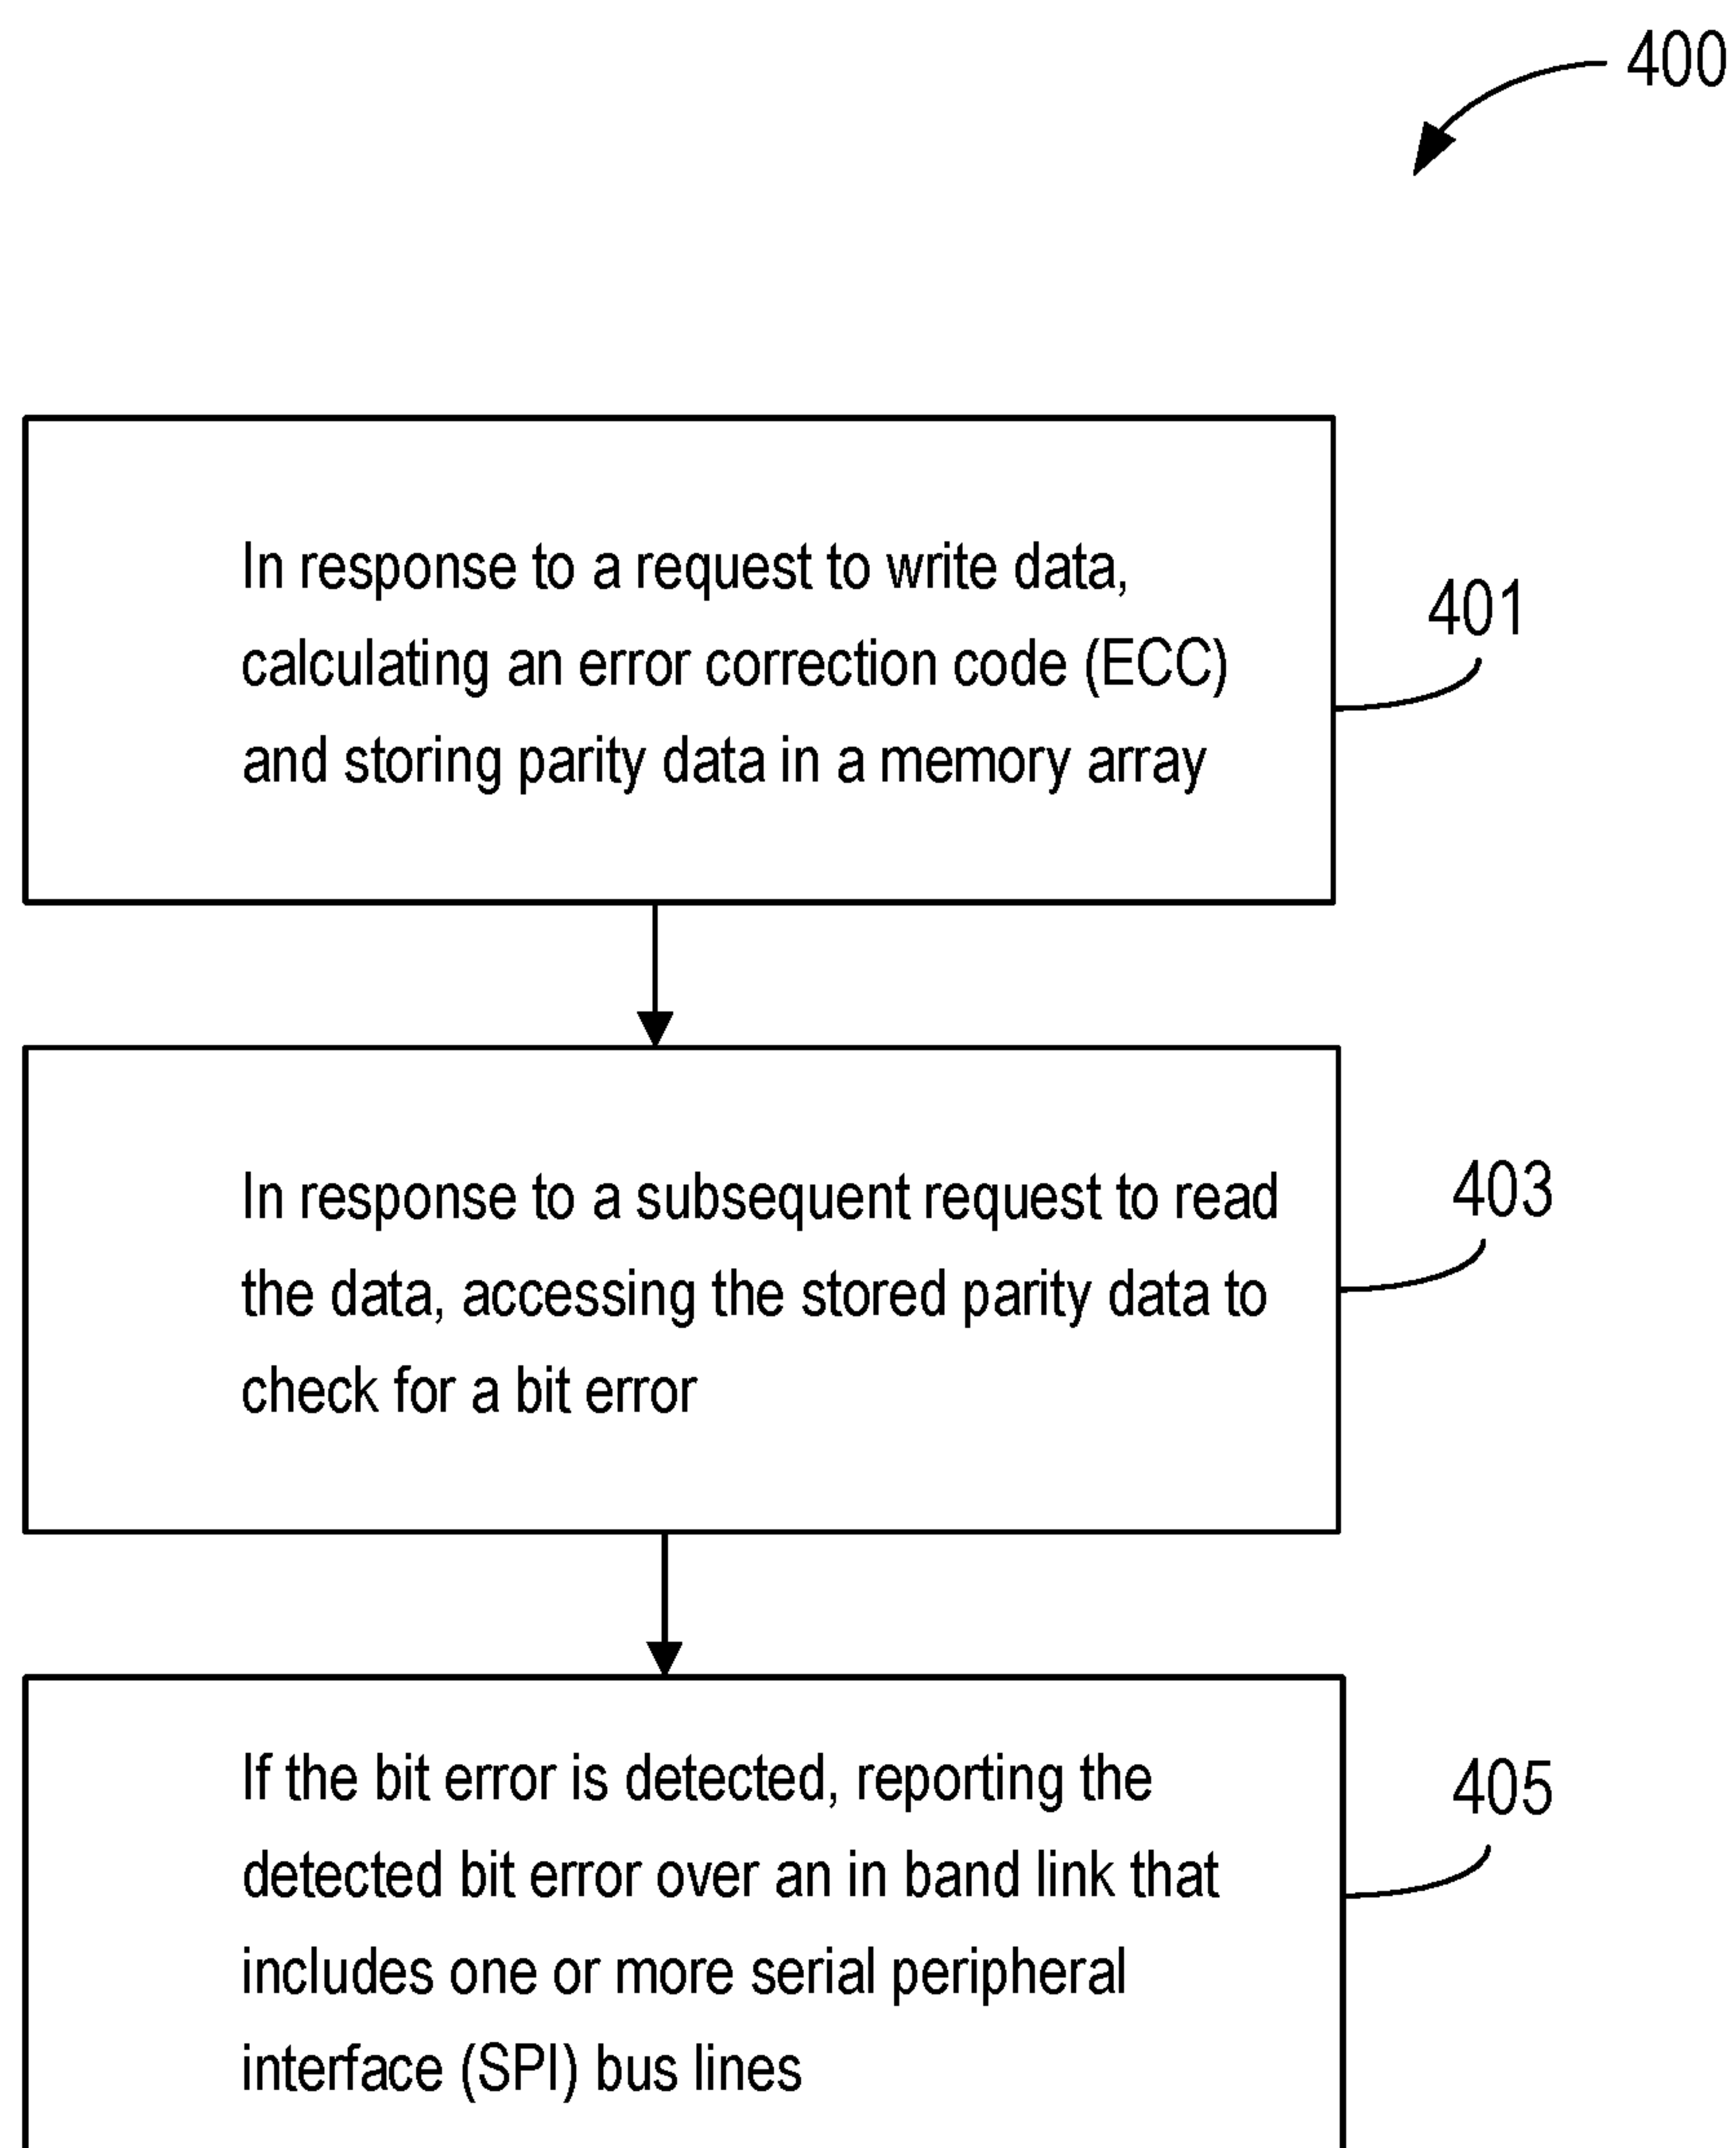 400
In response to a request to write data,
calculating an error correction code (ECC)
and storing parity data in a memory array
401
In response to a subsequent request to read
the data, accessing the stored parity data to
check for a bit error
403
If the bit error is detected, reporting the
detected bit error over an in band link that
includes one or more serial peripheral
interface (SPI) bus lines
405